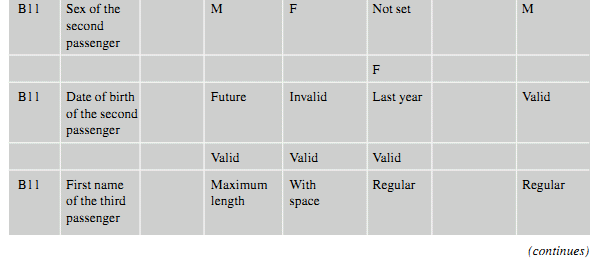 B11 Sex of the second passenger M F Not set M
F
B11 Date of birth of the second passenger Future Invalid Last year Valid
Valid Valid Valid
B11 First name of the third passenger Maximum length With space Regular Regular
(continues)